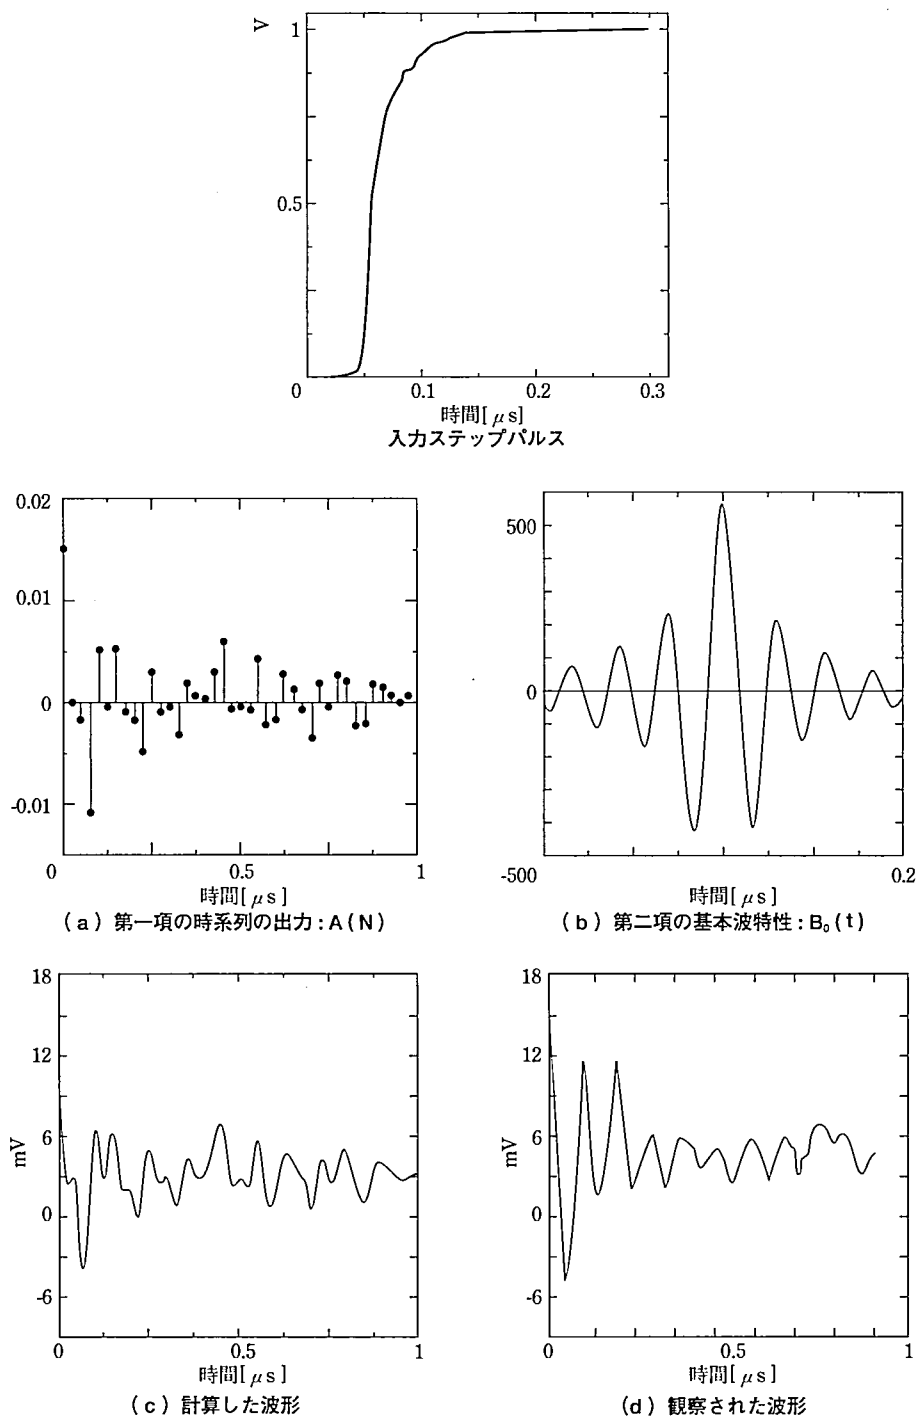 V
1
0.5
0
0.1
0.2
0.3
時間[μs]
入力ステップパルス
0.02
0.01
0
-0.01
0
0.5
1
時間[μs]
(a) 第一項の時系列の出力:A(N)
500
0
-500
0.2
時間[μs]
(b) 第二項の基本波特性:B₀(t)
18
12
6
mV
0
-6
0
0.5
1
時間[μs]
(c) 計算した波形
18
12
6
mV
0
-6
0
0.5
1
時間[μs]
(d) 観察された波形